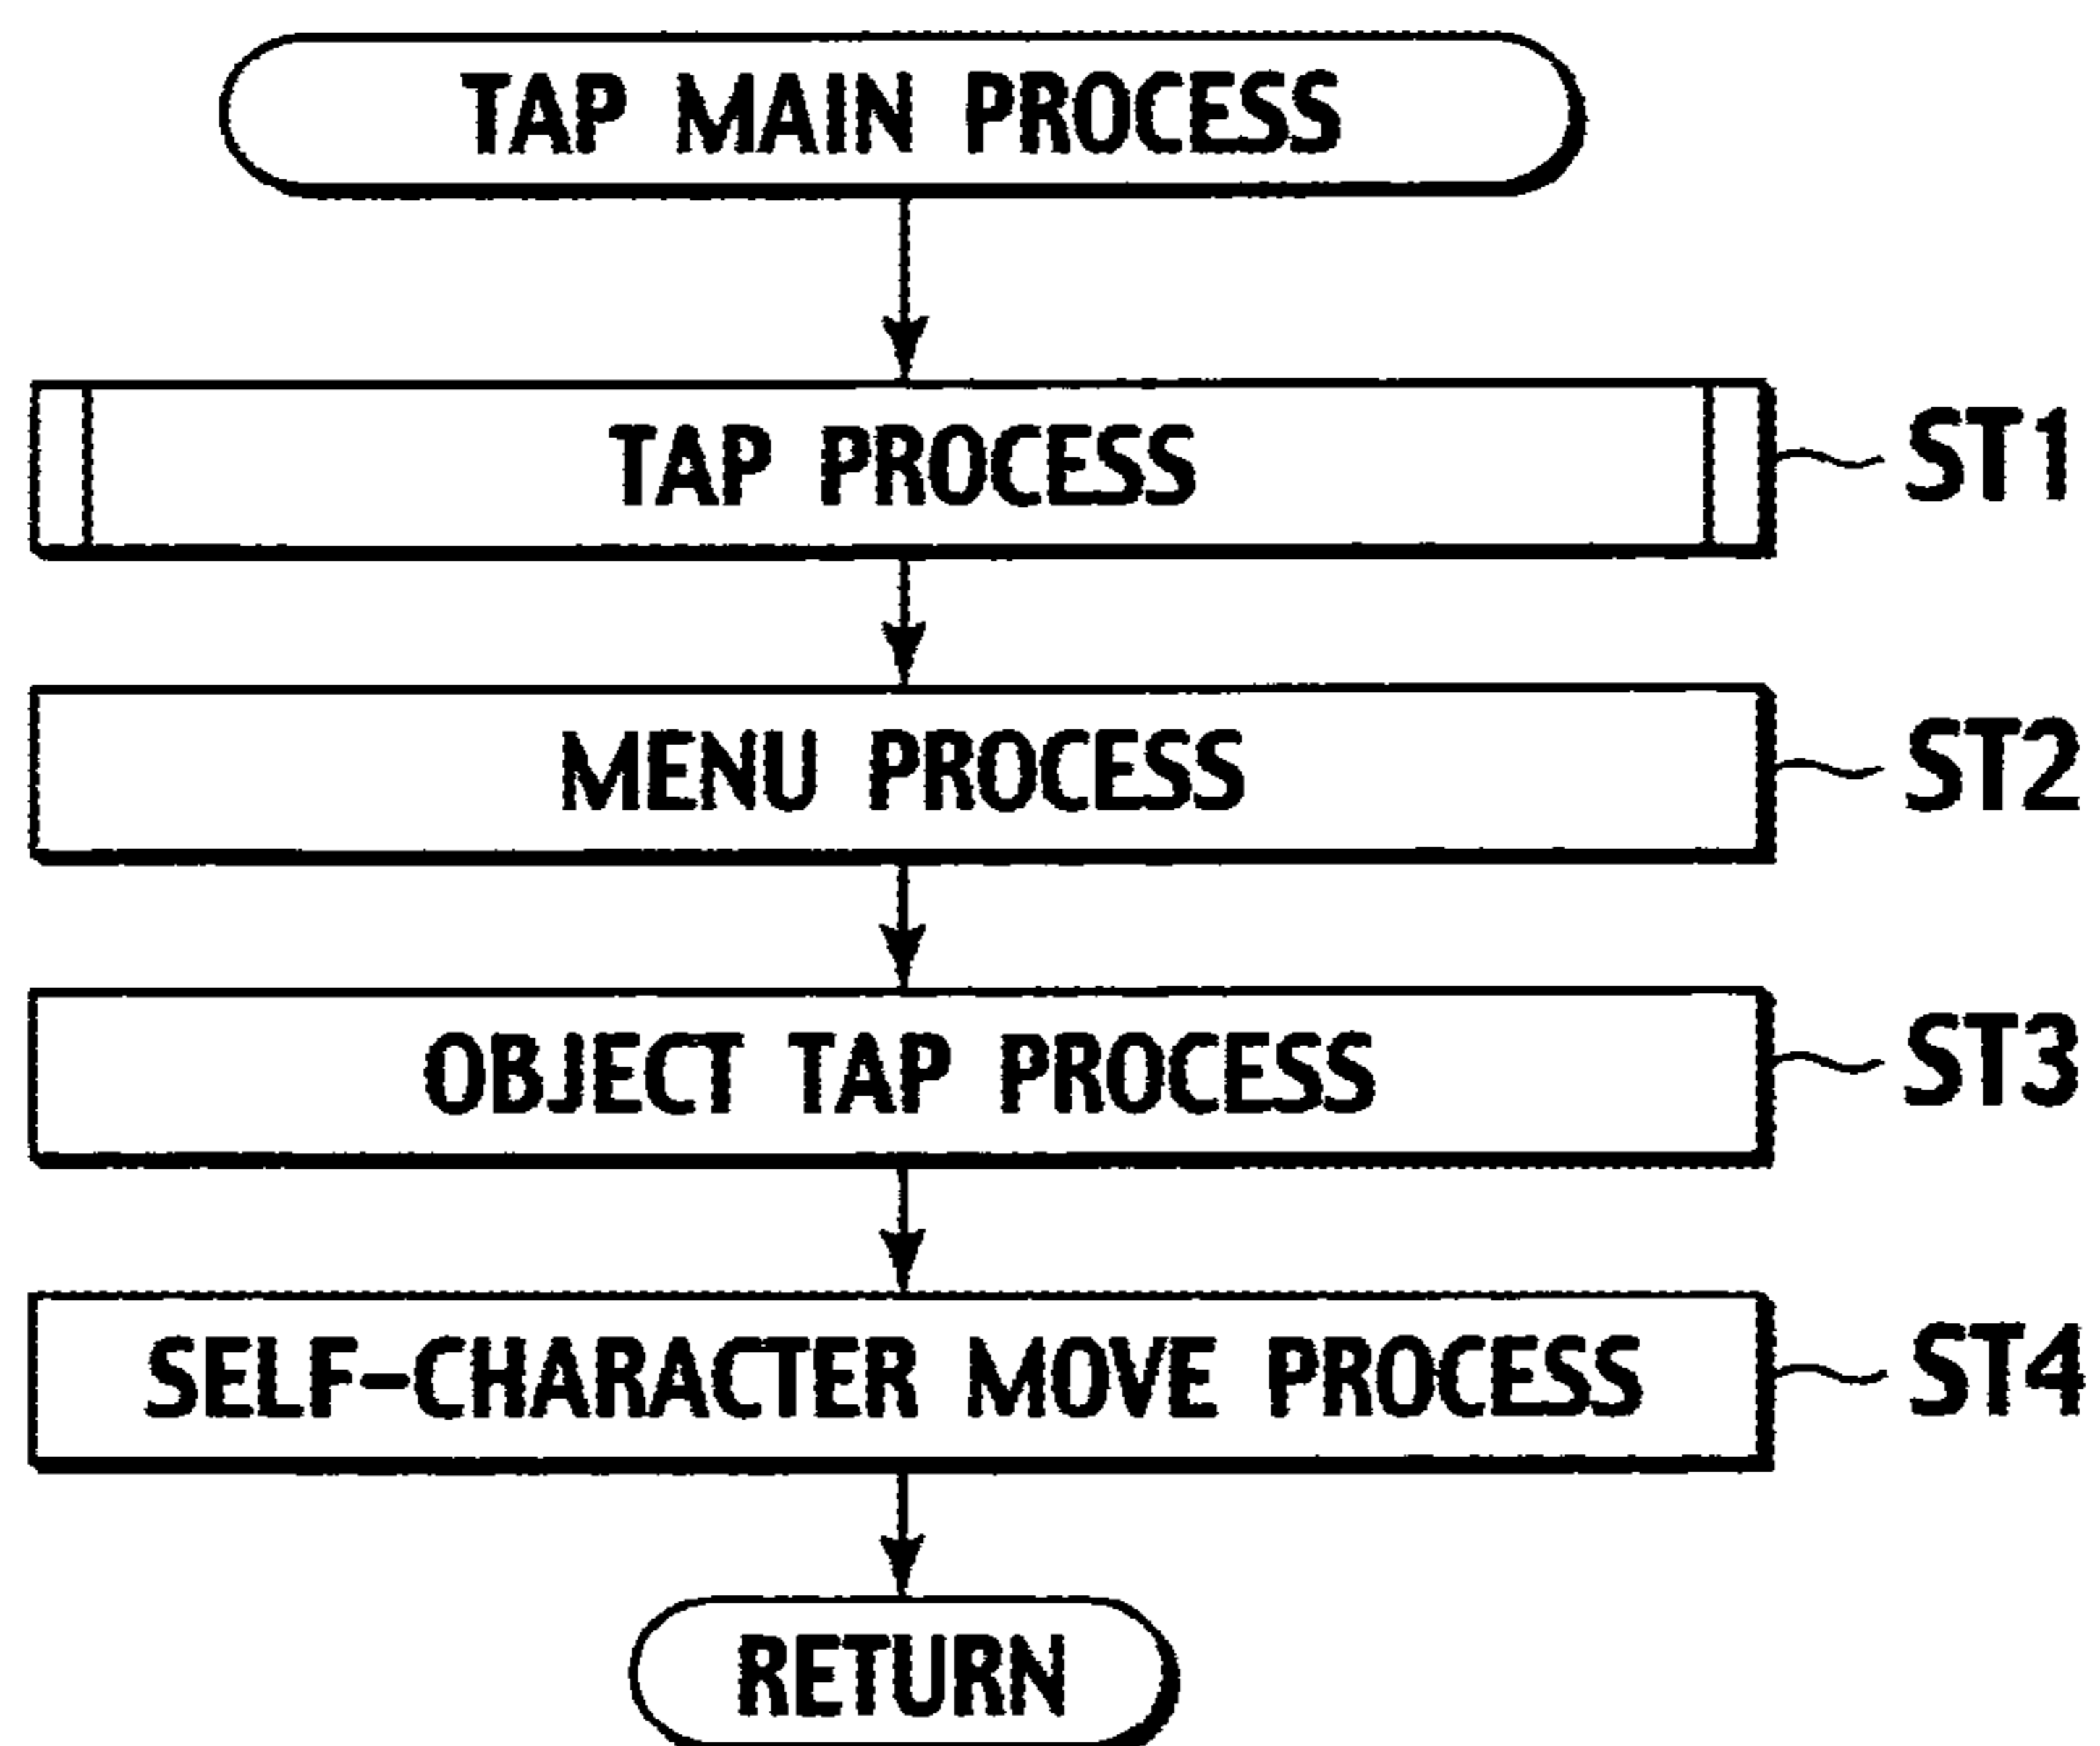 TAP MAIN PROCESS
TAP PROCESS
ST1
MENU PROCESS
ST2
OBJECT TAP PROCESS
ST3
SELF-CHARACTER MOVE PROCESS
ST4
RETURN